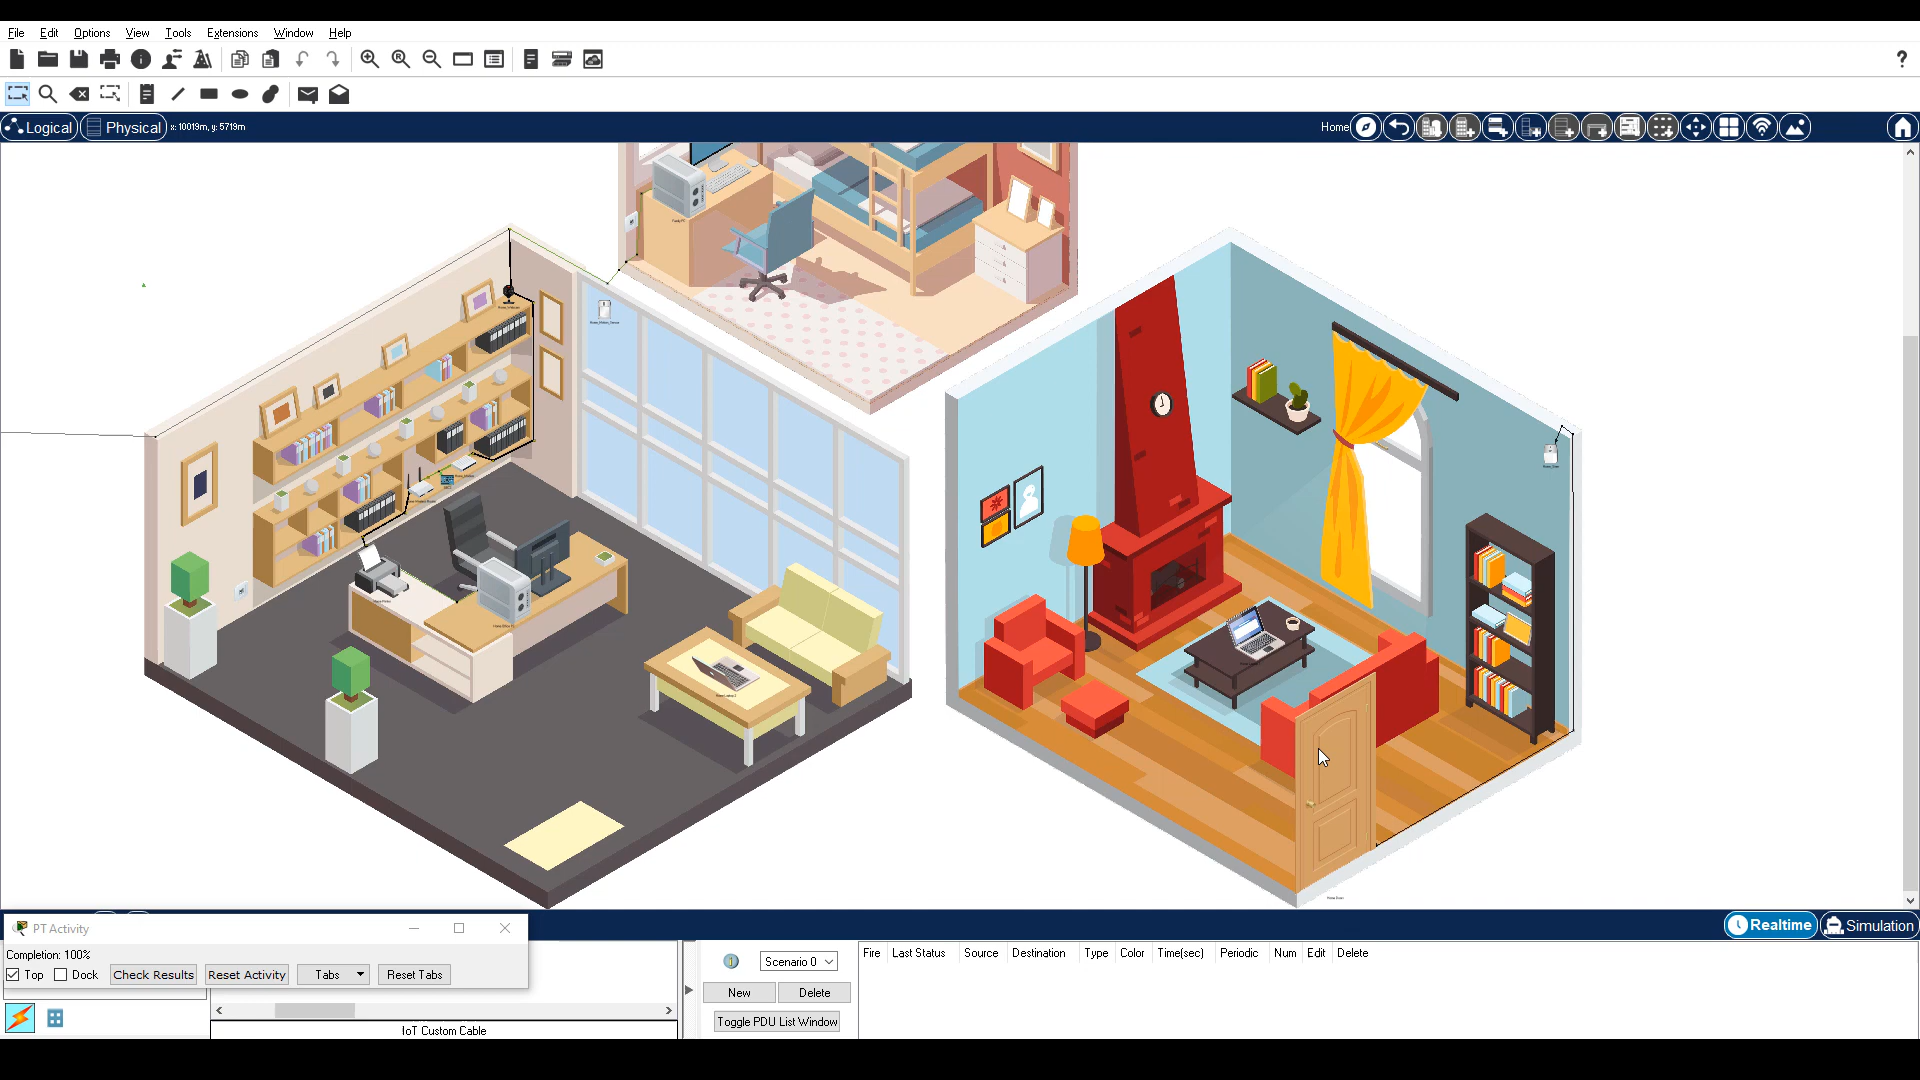 File Edit Options View Tools Extensions Window Help
?
Logical Physical x: 10019m, y: 5719m Home
PT Activity
Completion: 100%
Top Dock Check Results Reset Activity Tabs Reset Tabs
IoT Custom Cable
Scenario 0
New Delete
Toggle PDU List Window
Realtime Simulation
Fire Last Status Source Destination Type Color Time(sec) Periodic Num Edit Delete